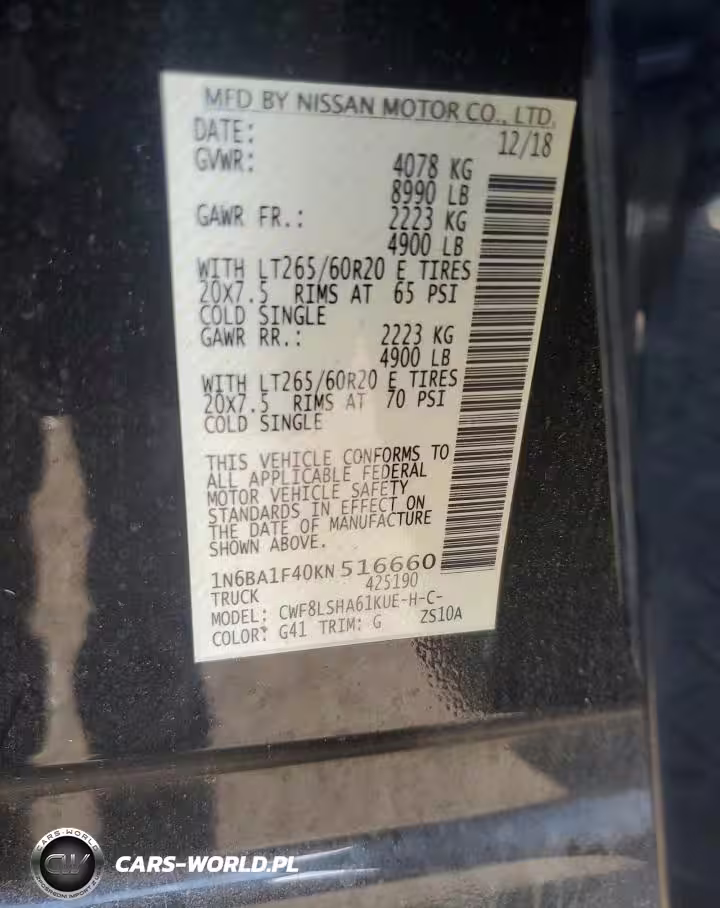 MFD BY NISSAN MOTOR CO., LTD.
DATE: 12/18
GVWR: 4078 KG
8990 LB
GAWR FR.: 2223 KG
4900 LB
WITH LT265/60R20 E TIRES
20X7.5 RIMS AT 65 PSI
COLD SINGLE
GAWR RR.: 2223 KG
4900 LB
WITH LT265/60R20 E TIRES
20X7.5 RIMS AT 70 PSI
COLD SINGLE
THIS VEHICLE CONFORMS TO
ALL APPLICABLE FEDERAL
MOTOR VEHICLE SAFETY
STANDARDS IN EFFECT ON
THE DATE OF MANUFACTURE
SHOWN ABOVE.
1N6BA1F40KN516660
TRUCK 425190
MODEL: CWF8LSHA61KUE-H-C-
COLOR: G41 TRIM: G ZS10A
CARS-WORLD
CW
CARS-WORLD.PL